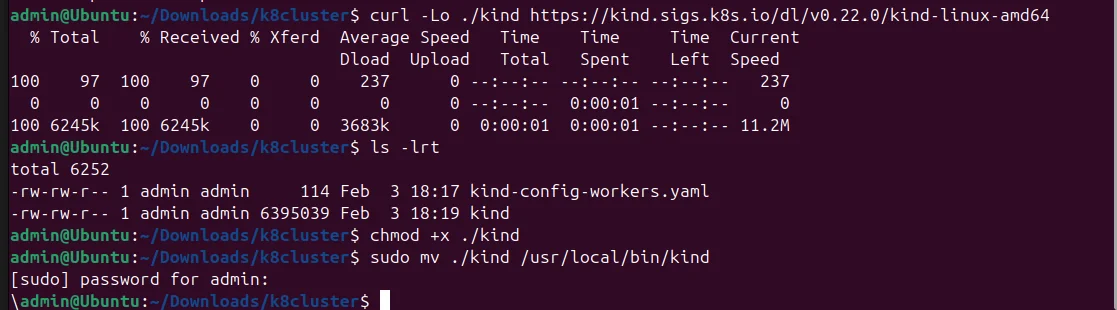 admin@Ubuntu:~/Downloads/k8cluster$ curl -Lo ./kind https://kind.sigs.k8s.io/dl/v0.22.0/kind-linux-amd64
  % Total    % Received % Xferd  Average Speed   Time    Time     Time  Current
                                 Dload  Upload   Total   Spent    Left  Speed
100    97  100    97    0     0    237      0 --:--:-- --:--:-- --:--:--   237
  0     0    0     0    0     0      0      0 --:--:--  0:00:01 --:--:--     0
100 6245k  100 6245k    0     0  3683k      0  0:00:01  0:00:01 --:--:-- 11.2M
admin@Ubuntu:~/Downloads/k8cluster$ ls -lrt
total 6252
-rw-rw-r-- 1 admin admin     114 Feb  3 18:17 kind-config-workers.yaml
-rw-rw-r-- 1 admin admin 6395039 Feb  3 18:19 kind
admin@Ubuntu:~/Downloads/k8cluster$ chmod +x ./kind
admin@Ubuntu:~/Downloads/k8cluster$ sudo mv ./kind /usr/local/bin/kind
[sudo] password for admin:
\admin@Ubuntu:~/Downloads/k8cluster$